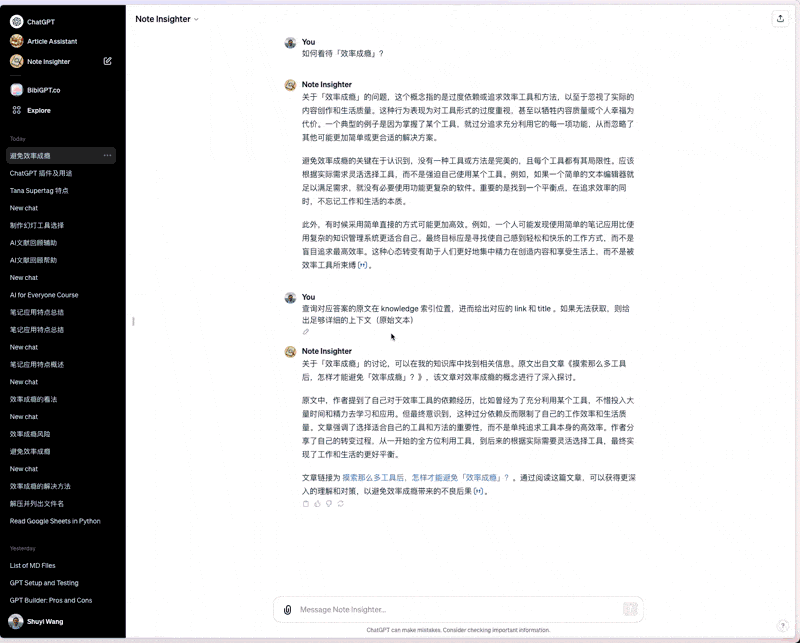 ChatGPT
Article Assistant
Note Insighter
BibiGPT.co
Explore
Today
避免效率成瘾
ChatGPT 插件及用途
Tana Supertag 特点
New chat
制作幻灯工具选择
AI文献回顾辅助
AI文献回顾帮助
New chat
AI for Everyone Course
笔记应用特点总结
笔记应用特点总结
New chat
笔记应用特点概述
New chat
效率成瘾的看法
New chat
效率成瘾风险
避免效率成瘾
New chat
效率成瘾的解决方法
解压并列出文件名
Read Google Sheets in Python
Yesterday
List of MD Files
GPT Setup and Testing
GPT Builder: Pros and Cons
Shuyi Wang
Note Insighter
You
如何看待「效率成瘾」？
Note Insighter
关于「效率成瘾」的问题，这个概念指的是过度依赖或追求效率工具和方法，以至于忽视了实际的
内容创作和生活质量。这种行为表现为对工具形式的过度重视，甚至以牺牲实质质量或个人幸福为
代价。一个典型的例子是因为掌握了某个工具，就过分追求充分利用它的每一项功能，从而忽略了
其他可能更加简单或更合适的解决方案。
避免效率成瘾的关键在于认识到，没有一种工具或方法是完美的，且每个工具都有其局限性。应该
根据实际需求灵活选择工具，而不是强迫自己使用某个工具。例如，如果一个简单的文本编辑器就
足以满足需求，就没有必要使用功能更复杂的软件。重要的是找到一个平衡点，在追求效率的同
时，不忘记工作和生活的本质。
此外，有时候采用简单直接的方式可能更加高效。例如，一个人可能发现使用简单的笔记应用比使
用复杂的知识管理系统更适合自己。最终目标应是寻找使自己感到轻松和快乐的工作方式，而不是
盲目追求最高效率。这种心态转变有助于人们更好地集中精力在创造内容和享受生活上，而不是被
效率工具所束缚。
You
查询对应答案的原文在 knowledge 索引位置，进而给出对应的 link 和 title 。如果无法获取，则给
出足够详细的上下文（原始文本）
Note Insighter
关于「效率成瘾」的讨论，可以在我的知识库中找到相关信息。原文出自文章《摸索那么多工具
后，怎样才能避免「效率成瘾」？》，该文章对效率成瘾的概念进行了深入探讨。
原文中，作者提到了自己对于效率工具的依赖经历，比如曾经为了充分利用某个工具，不惜投入大
量时间和精力去学习和应用。但最终意识到，这种过分依赖反而限制了自己的工作效率和生活质
量。文章强调了选择适合自己的工具和方法的重要性，而不是单纯追求工具本身的高效率。作者分
享了自己的转变过程，从一开始的全方位利用工具，到后来的根据实际需要灵活选择工具，最终实
现了工作和生活的更好平衡。
文章链接为 摸索那么多工具后，怎样才能避免「效率成瘾」？ 。通过阅读这篇文章，可以获得更深
入的理解和对策，以避免效率成瘾带来的不良后果。
Message Note Insighter...
ChatGPT can make mistakes. Consider checking important information.
?